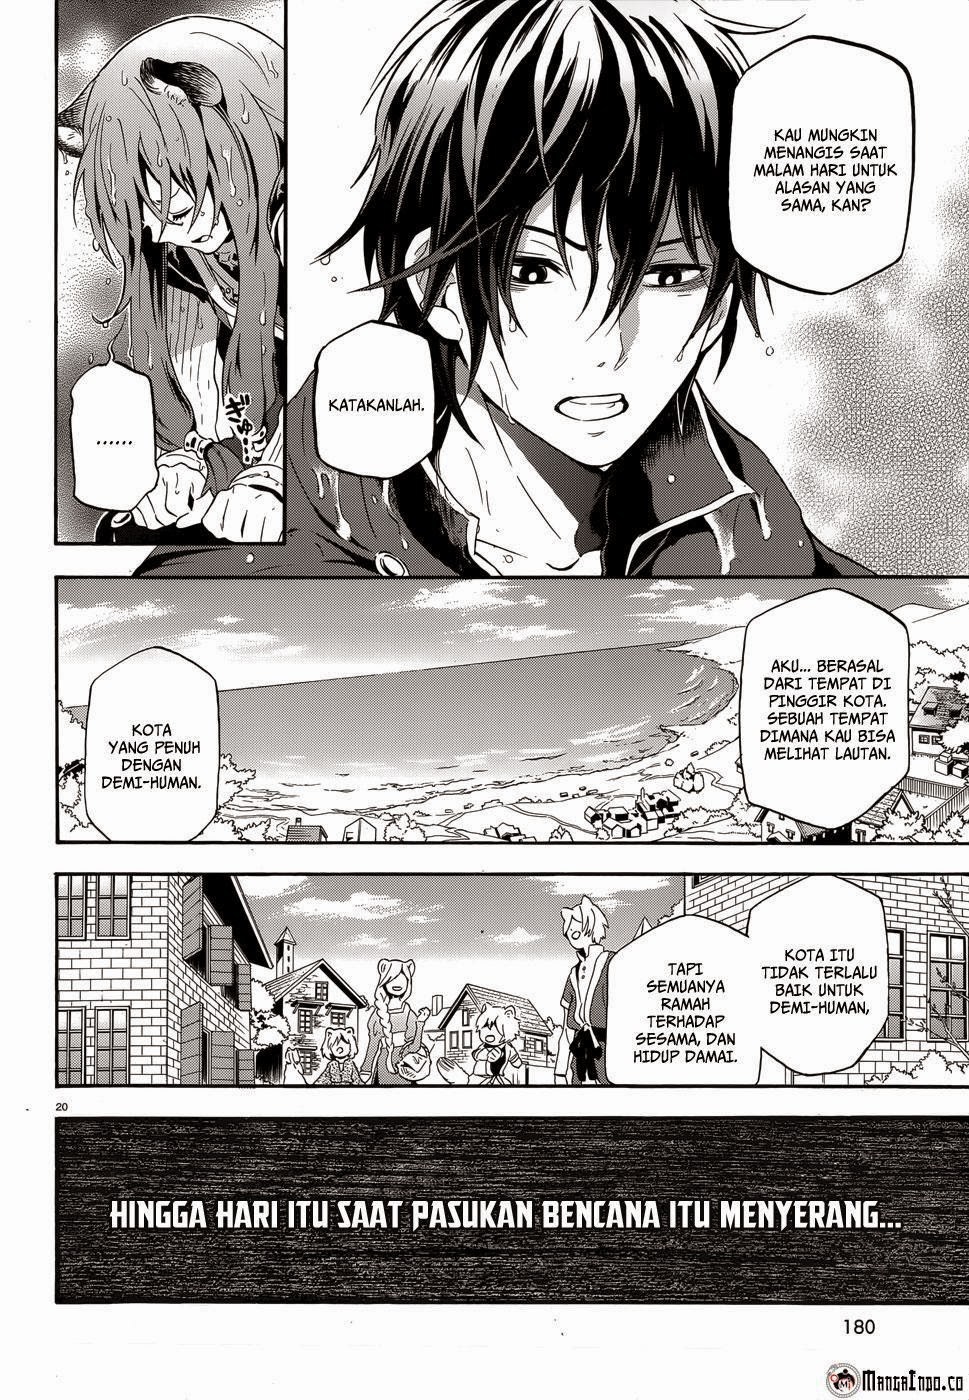 KAU MUNGKIN
MENANGIS SAAT
MALAM HARI UNTUK
ALASAN YANG
SAMA, KAN?
KATAKANLAH.
.......
ぎゅ...
AKU... BERASAL
DARI TEMPAT DI
PINGGIR KOTA.
SEBUAH TEMPAT
DIMANA KAU BISA
MELIHAT LAUTAN.
KOTA
YANG PENUH
DENGAN
DEMI-HUMAN.
KOTA ITU
TIDAK TERLALU
BAIK UNTUK
DEMI-HUMAN,
TAPI
SEMUANYA
RAMAH
TERHADAP
SESAMA, DAN
HIDUP DAMAI.
20
HINGGA HARI ITU SAAT PASUKAN BENCANA ITU MENYERANG...
180
MANGAINDO.CO